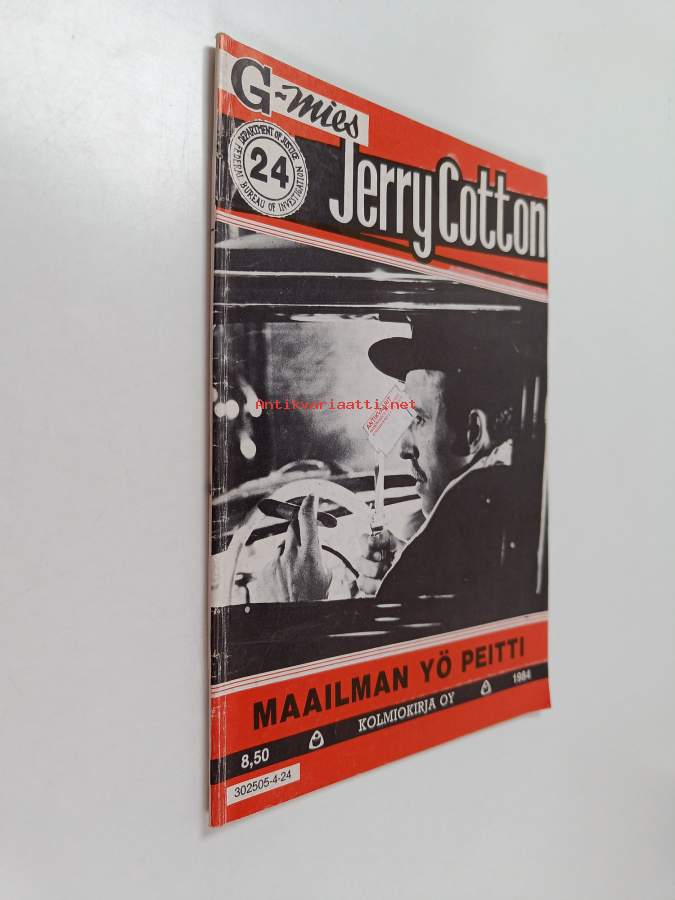 G-mies
Jerry Cotton
DEPARTMENT OF JUSTICE
24
FEDERAL BUREAU OF INVESTIGATION
Antikvariaatti.net
MAAILMAN YÖ PEITTI
8,50 KOLMIOKIRJA OY 1984
302505-4-24